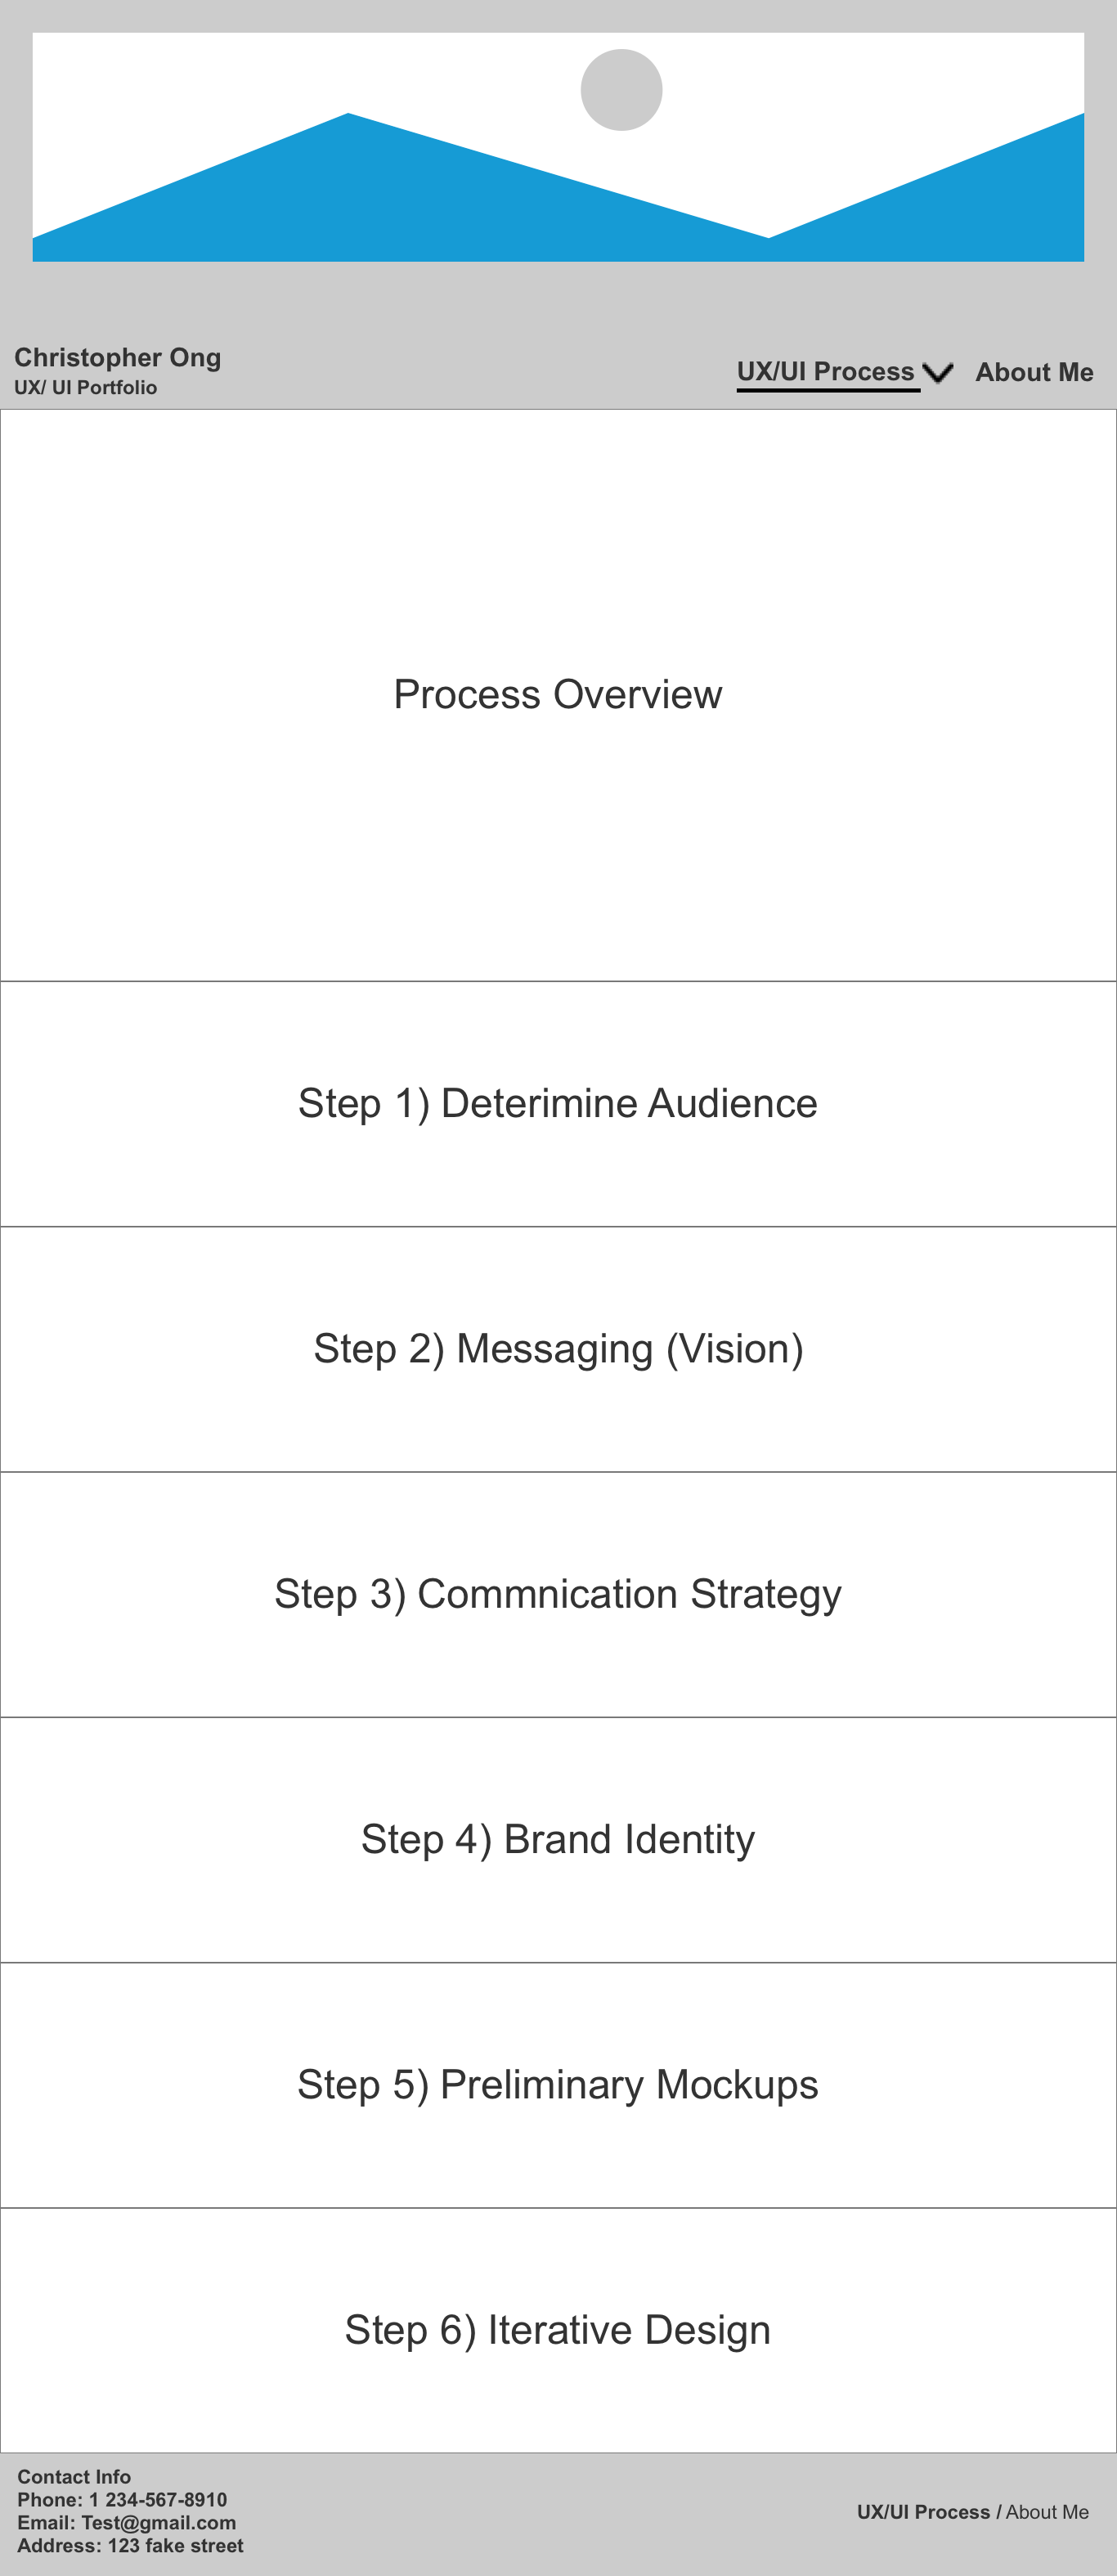 Christopher Ong
UX/ UI Portfolio
UX/UI Process
About Me
Process Overview
Step 1) Deterimine Audience
Step 2) Messaging (Vision)
Step 3) Commnication Strategy
Step 4) Brand Identity
Step 5) Preliminary Mockups
Step 6) Iterative Design
Contact Info
Phone: 1 234-567-8910
Email: Test@gmail.com
Address: 123 fake street
UX/UI Process / About Me